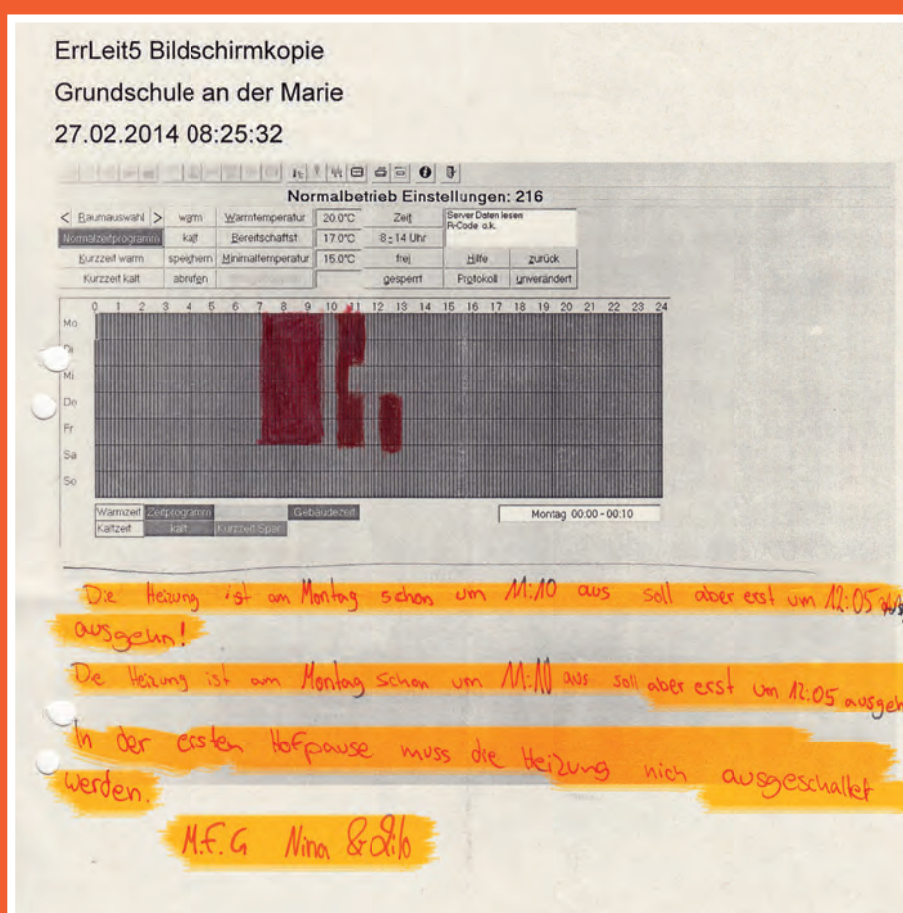 ErrLeit5 Bildschirmkopie
Grundschule an der Marie
27.02.2014 08:25:32
Normalbetrieb Einstellungen: 216
< Raumauswahl > warm Warmtemperatur 20.0°C Zeit Server Daten lesen
R-Code o.k.
Normalzeitprogramm kalt Bereitschaftst 17.0°C 8-14 Uhr
Kurzzeit warm speichern Minimaltemperatur 15.0°C frei Hilfe zurück
Kurzzeit kalt abrufen gesperrt Protokoll unverändert
0 1 2 3 4 5 6 7 8 9 10 11 12 13 14 15 16 17 18 19 20 21 22 23 24
Mo
Di
Mi
Do
Fr
Sa
So
Warmzeit Zeitprogramm Gebäudezeit Montag 00:00 - 00:10
Kaltzeit kalt Kurzzeit Spar
Die Heizung ist am Montag schon um 11:10 aus soll aber erst um 12:05 aus
ausgehn!
De Heizung ist am Montag schon um 11:10 aus soll aber erst um 12:05 ausgeh
In der ersten Hofpause muss die Heizung nich ausgeschaltet
werden.
M.F.G Nina & Lilo